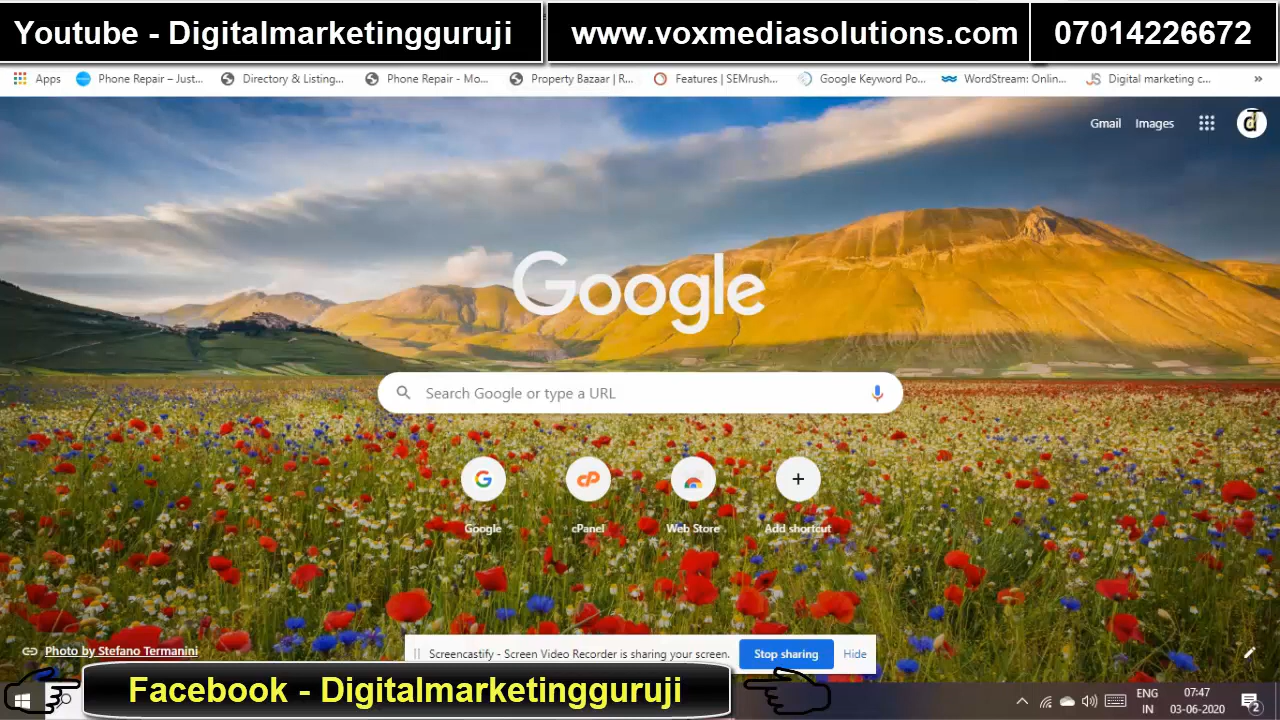 Youtube - Digitalmarketingguruji
www.voxmediasolutions.com
07014226672
Apps
Phone Repair – Just...
Directory & Listing...
Phone Repair - Mo...
Property Bazaar | R...
Features | SEMrush...
Google Keyword Po...
WordStream: Onlin...
Digital marketing c...
»
Gmail
Images
Google
Search Google or type a URL
Google
cPanel
Web Store
Add shortcut
Photo by Stefano Termanini
Screencastify - Screen Video Recorder is sharing your screen.
Stop sharing
Hide
Facebook - Digitalmarketingguruji
ENG
IN
07:47
03-06-2020
2